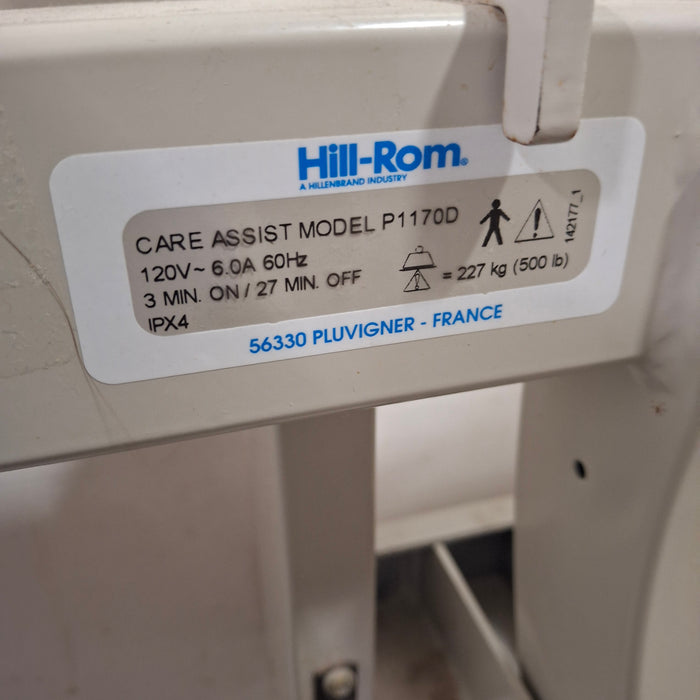 Hill-Rom®
A HILLENBRAND INDUSTRY
CARE ASSIST MODEL P1170D
120V~ 6.0A 60Hz
3 MIN. ON / 27 MIN. OFF
= 227 kg (500 lb)
IPX4
142177_1
56330 PLUVIGNER - FRANCE